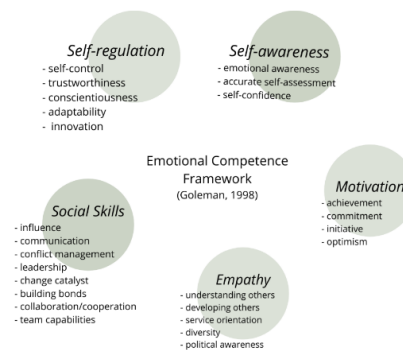 Self-regulation
- self-control
- trustworthiness
- conscientiousness
- adaptability
- innovation
Self-awareness
- emotional awareness
- accurate self-assessment
- self-confidence
Emotional Competence
Framework
(Goleman, 1998)
Motivation
- achievement
- commitment
- initiative
- optimism
Social Skills
- influence
- communication
- conflict management
- leadership
- change catalyst
- building bonds
- collaboration/cooperation
- team capabilities
Empathy
- understanding others
- developing others
- service orientation
- diversity
- political awareness